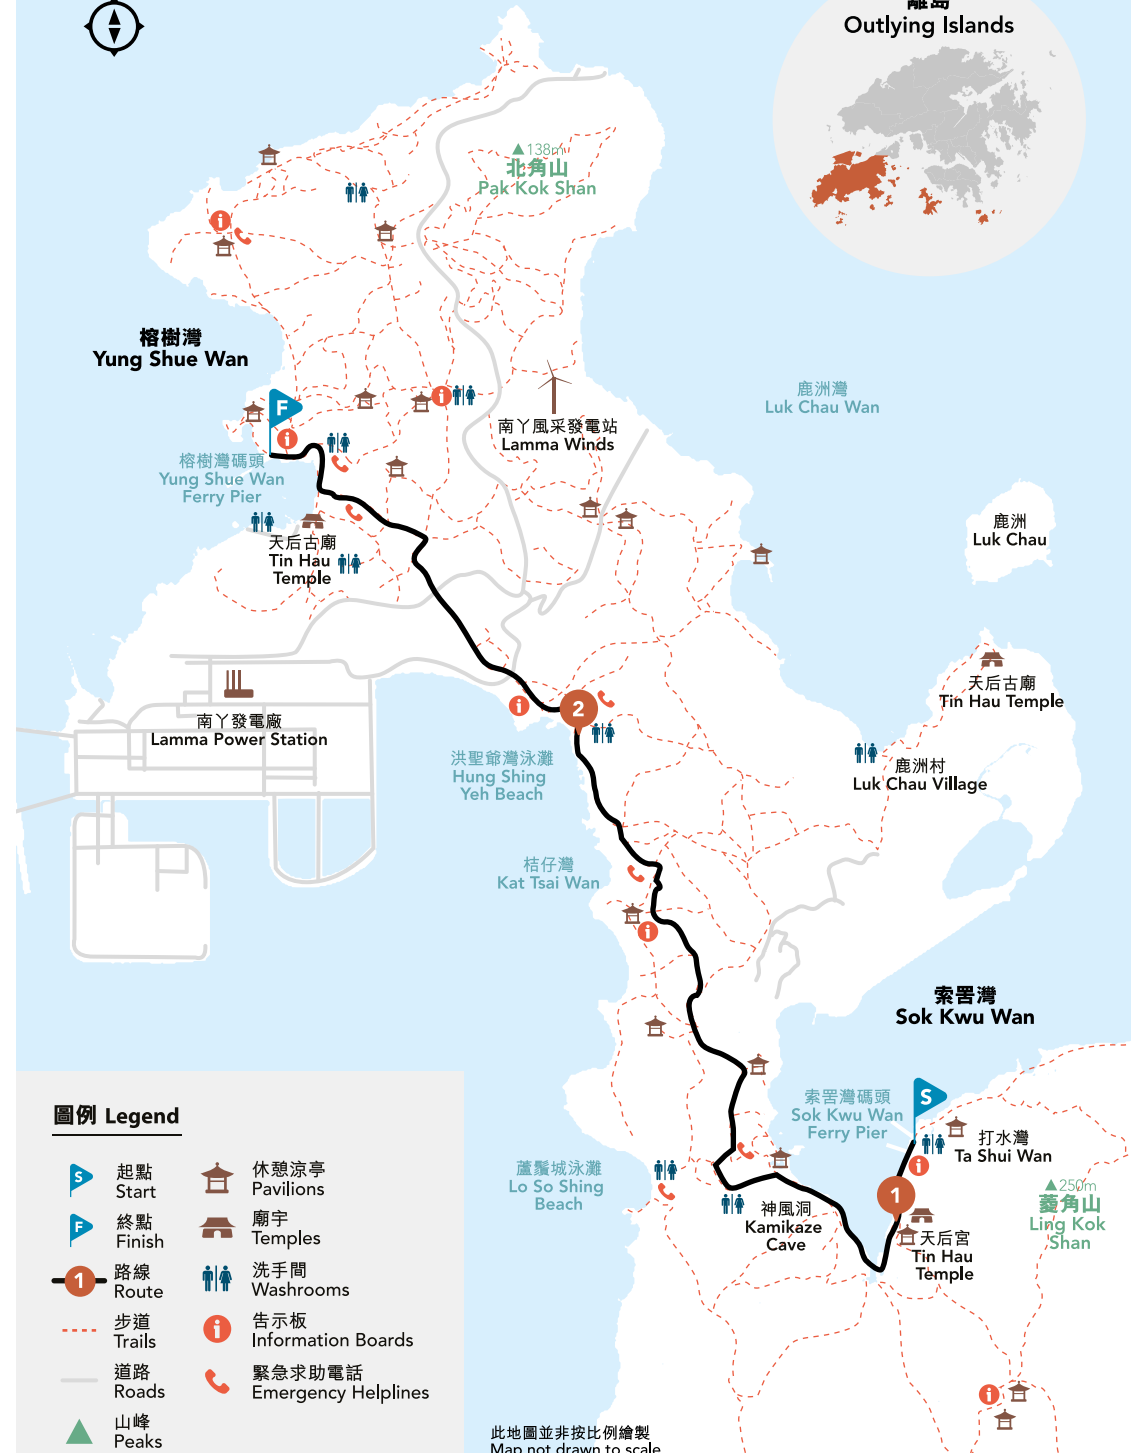 離島
Outlying Islands
▲138m
北角山
Pak Kok Shan
榕樹灣
Yung Shue Wan
鹿洲灣
Luk Chau Wan
F
南丫風采發電站
Lamma Winds
榕樹灣碼頭
Yung Shue Wan
Ferry Pier
天后古廟
Tin Hau
Temple
鹿洲
Luk Chau
天后古廟
Tin Hau Temple
南丫發電廠
Lamma Power Station
2
洪聖爺灣泳灘
Hung Shing
Yeh Beach
鹿洲村
Luk Chau Village
桔仔灣
Kat Tsai Wan
索罟灣
Sok Kwu Wan
索罟灣碼頭
Sok Kwu Wan
Ferry Pier
S
打水灣
Ta Shui Wan
蘆鬚城泳灘
Lo So Shing
Beach
神風洞
Kamikaze
Cave
1
天后宮
Tin Hau
Temple
▲250m
菱角山
Ling Kok
Shan
圖例 Legend
S
起點
Start
F
終點
Finish
1
路線
Route
步道
Trails
道路
Roads
山峰
Peaks
休憩涼亭
Pavilions
廟宇
Temples
洗手間
Washrooms
告示板
Information Boards
緊急求助電話
Emergency Helplines
此地圖並非按比例繪製
Map not drawn to scale